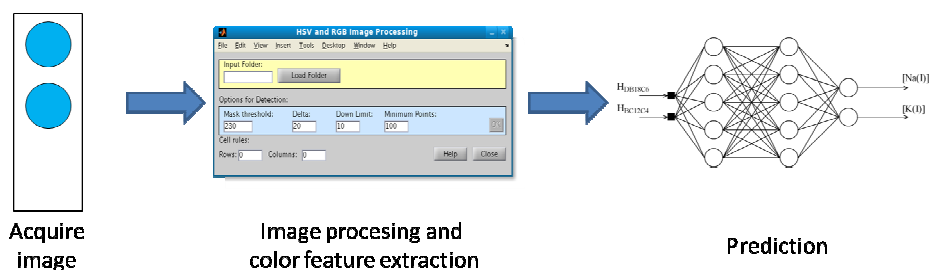 HSV and RGB Image Processing
File Edit View Insert Tools Desktop Window Help
Input Folder:
Load Folder
Options for Detection:
Mask threshold: Delta: Down Limit: Minimum Points:
230 20 10 100
Cell rules:
Rows: 0 Columns: 0 Help Close
HDB18C6
HBC12C4
[Na(I)]
[K(I)]
Acquire
image
Image procesing and
color feature extraction
Prediction